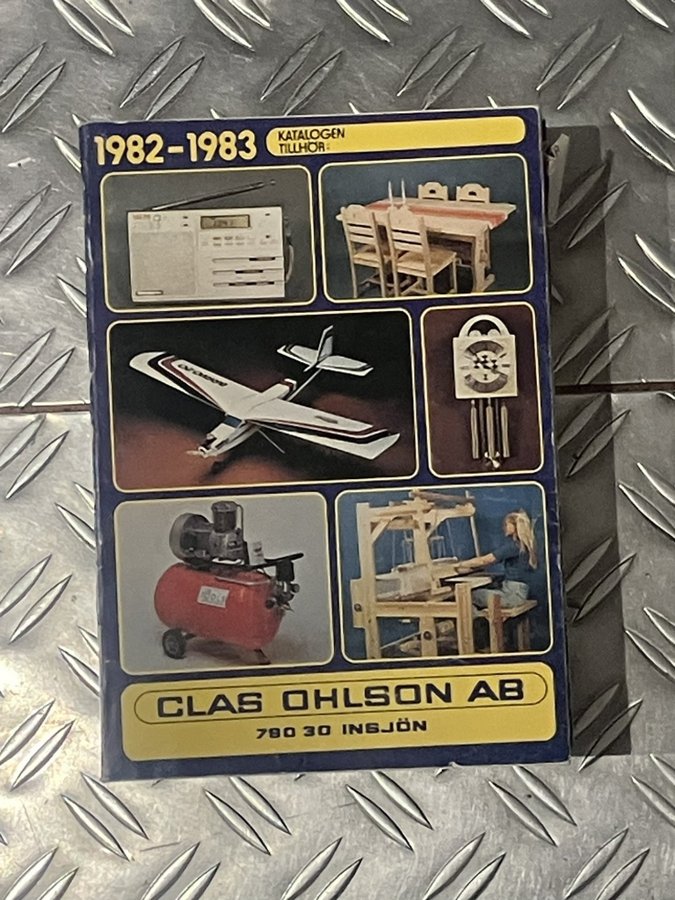 1982-1983
KATALOGEN
TILLHÖR:
CLAS OHLSON AB
790 30 INSJÖN